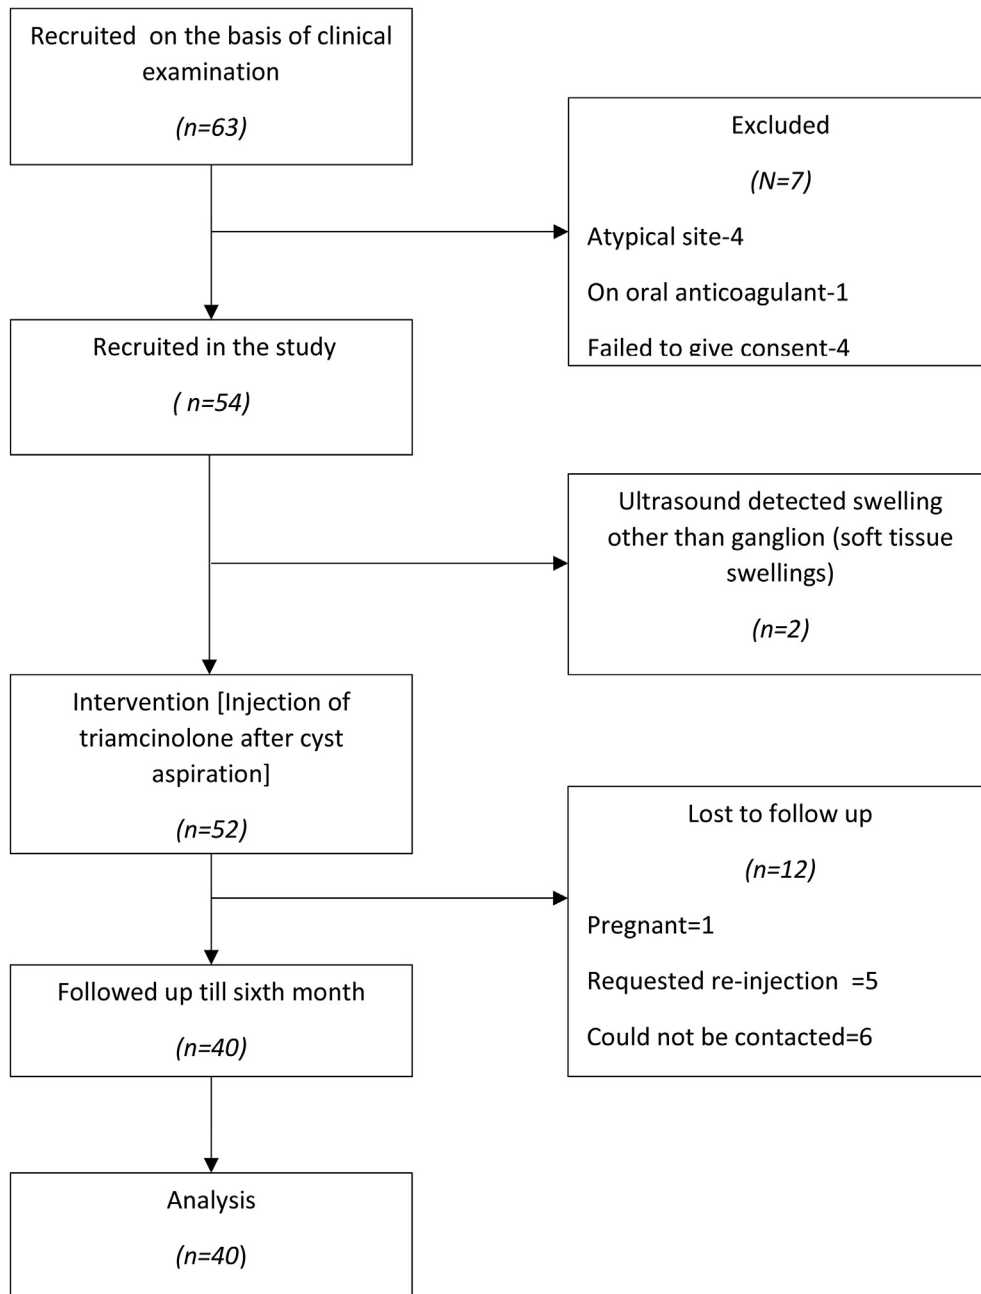 Recruited on the basis of clinical
examination
(n=63)
Excluded
(N=7)
Atypical site-4
On oral anticoagulant-1
Failed to give consent-4
Recruited in the study
( n=54)
Ultrasound detected swelling
other than ganglion (soft tissue
swellings)
(n=2)
Intervention [Injection of
triamcinolone after cyst
aspiration]
(n=52)
Lost to follow up
(n=12)
Pregnant=1
Requested re-injection =5
Could not be contacted=6
Followed up till sixth month
(n=40)
Analysis
(n=40)